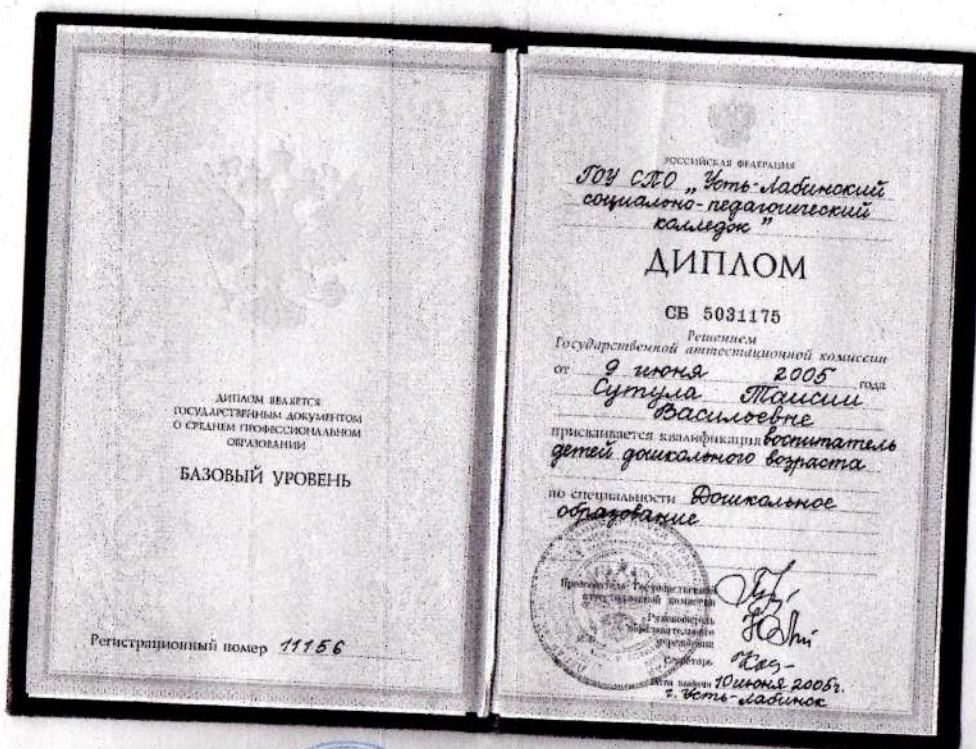 ДИПЛОМ ЯВЛЯЕТСЯ
ГОСУДАРСТВЕННЫМ ДОКУМЕНТОМ
О СРЕДНЕМ ПРОФЕССИОНАЛЬНОМ
ОБРАЗОВАНИИ
БАЗОВЫЙ УРОВЕНЬ
Регистрационный номер 11156
РОССИЙСКАЯ ФЕДЕРАЦИЯ
ГОУ СПО „Усть-Лабинский
социально-педагогический
колледж"
ДИПЛОМ
СБ 5031175
Решением
Государственной аттестационной комиссии
от 9 июня 2005 года
Сутула Таисии
Васильевне
присваивается квалификация воспитатель
детей дошкольного возраста
по специальности Дошкольное
образование
Председатель Государственной
аттестационной комиссии
Руководитель
образовательного
учреждения
Секретарь
Дата выдачи 10 июня 2005г.
г. Усть-Лабинск